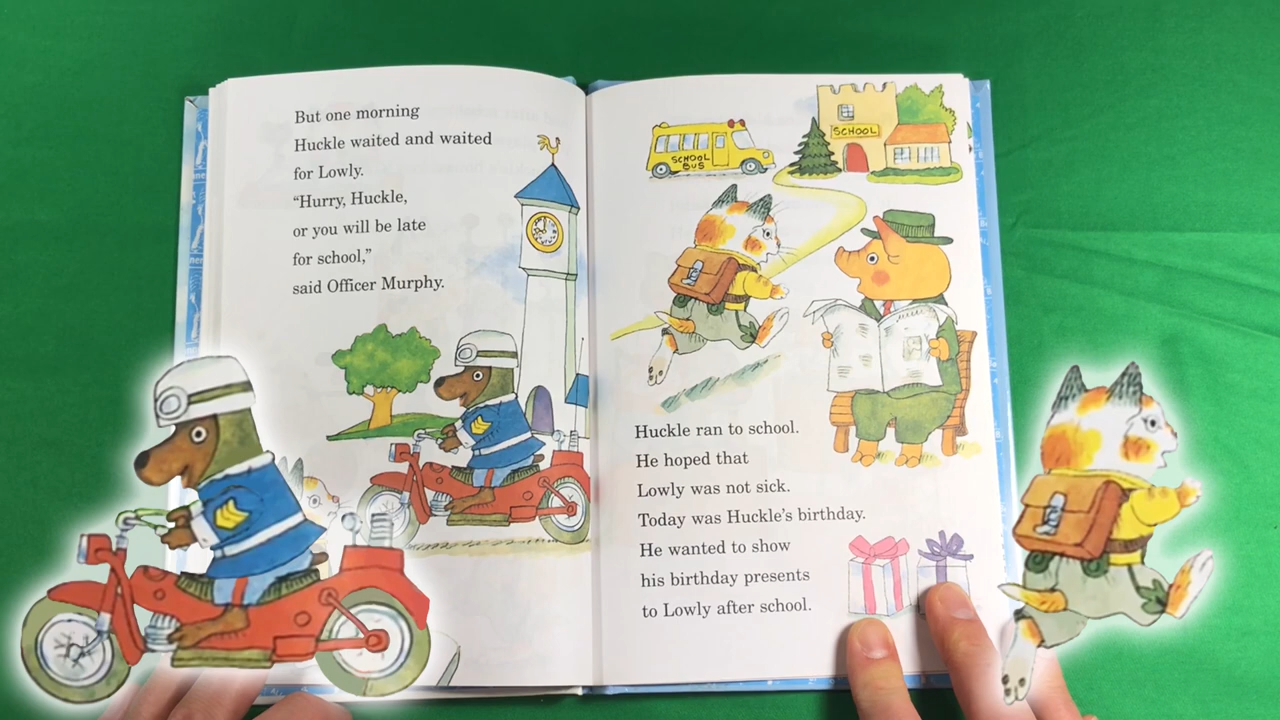 But one morning
Huckle waited and waited
for Lowly.
“Hurry, Huckle,
or you will be late
for school,”
said Officer Murphy.
SCHOOL
BUS
SCHOOL
Huckle ran to school.
He hoped that
Lowly was not sick.
Today was Huckle’s birthday.
He wanted to show
his birthday presents
to Lowly after school.